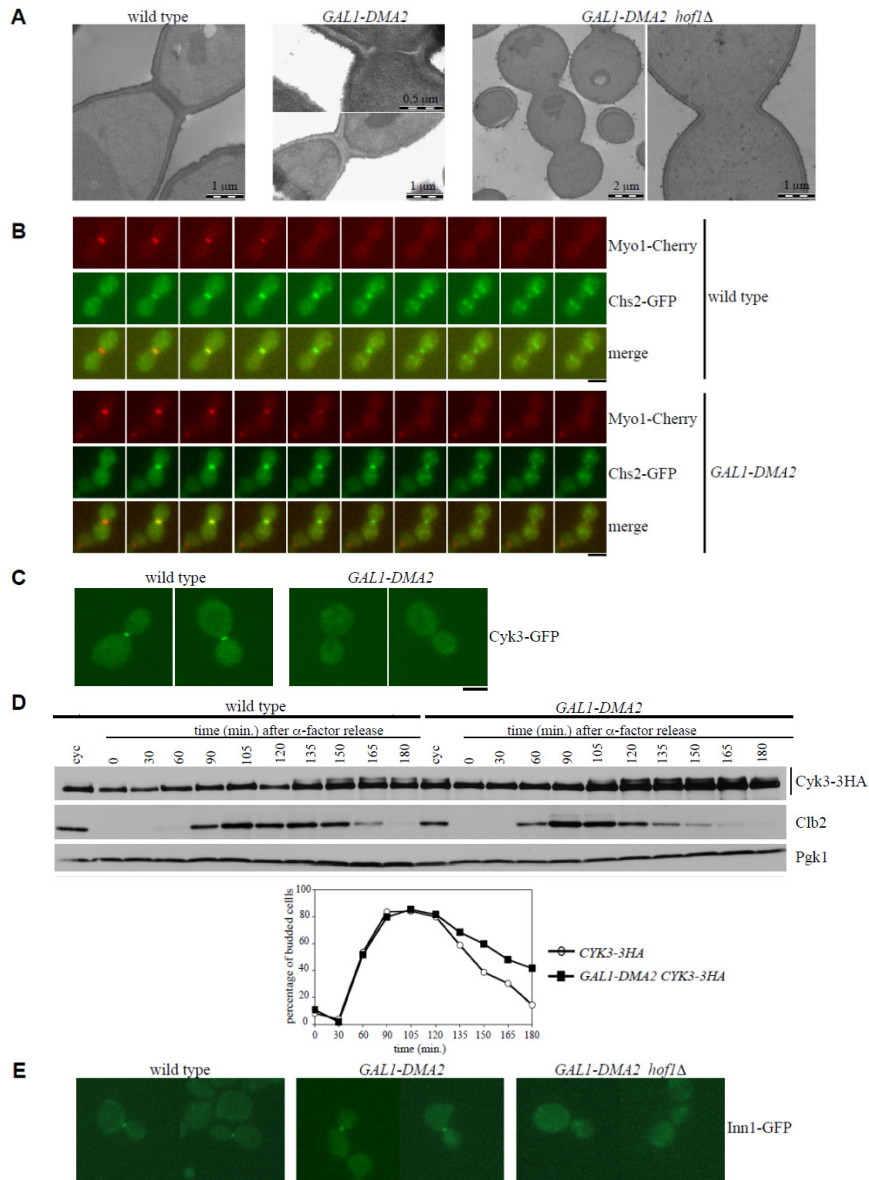 A
wild type
GAL1-DMA2
GAL1-DMA2 hof1Δ
0.5 µm
1 µm
1 µm
2 µm
1 µm
B
Myo1-Cherry
Chs2-GFP
merge
wild type
Myo1-Cherry
Chs2-GFP
merge
GAL1-DMA2
C
wild type
GAL1-DMA2
Cyk3-GFP
D
wild type
GAL1-DMA2
time (min.) after α-factor release
time (min.) after α-factor release
cyc 0 30 60 90 105 120 135 150 165 180 cyc 0 30 60 90 105 120 135 150 165 180
Cyk3-3HA
Clb2
Pgk1
percentage of budded cellls
100
80
60
40
20
0
0 30 60 90 105 120 135 150 165 180
time (min.)
CYK3-3HA
GAL1-DMA2 CYK3-3HA
E
wild type
GAL1-DMA2
GAL1-DMA2 hof1Δ
Inn1-GFP